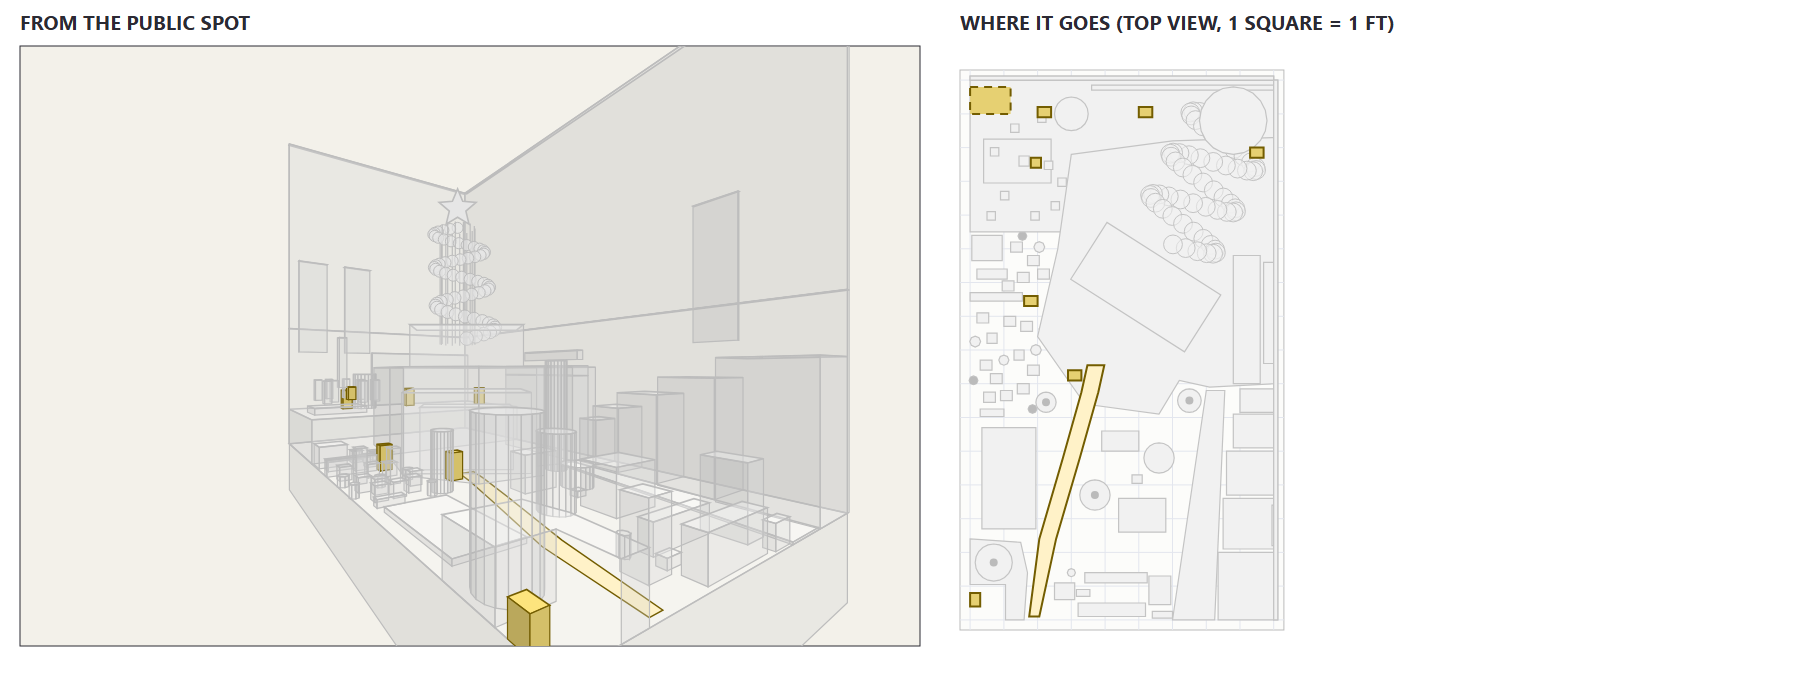 FROM THE PUBLIC SPOT
WHERE IT GOES (TOP VIEW, 1 SQUARE = 1 FT)